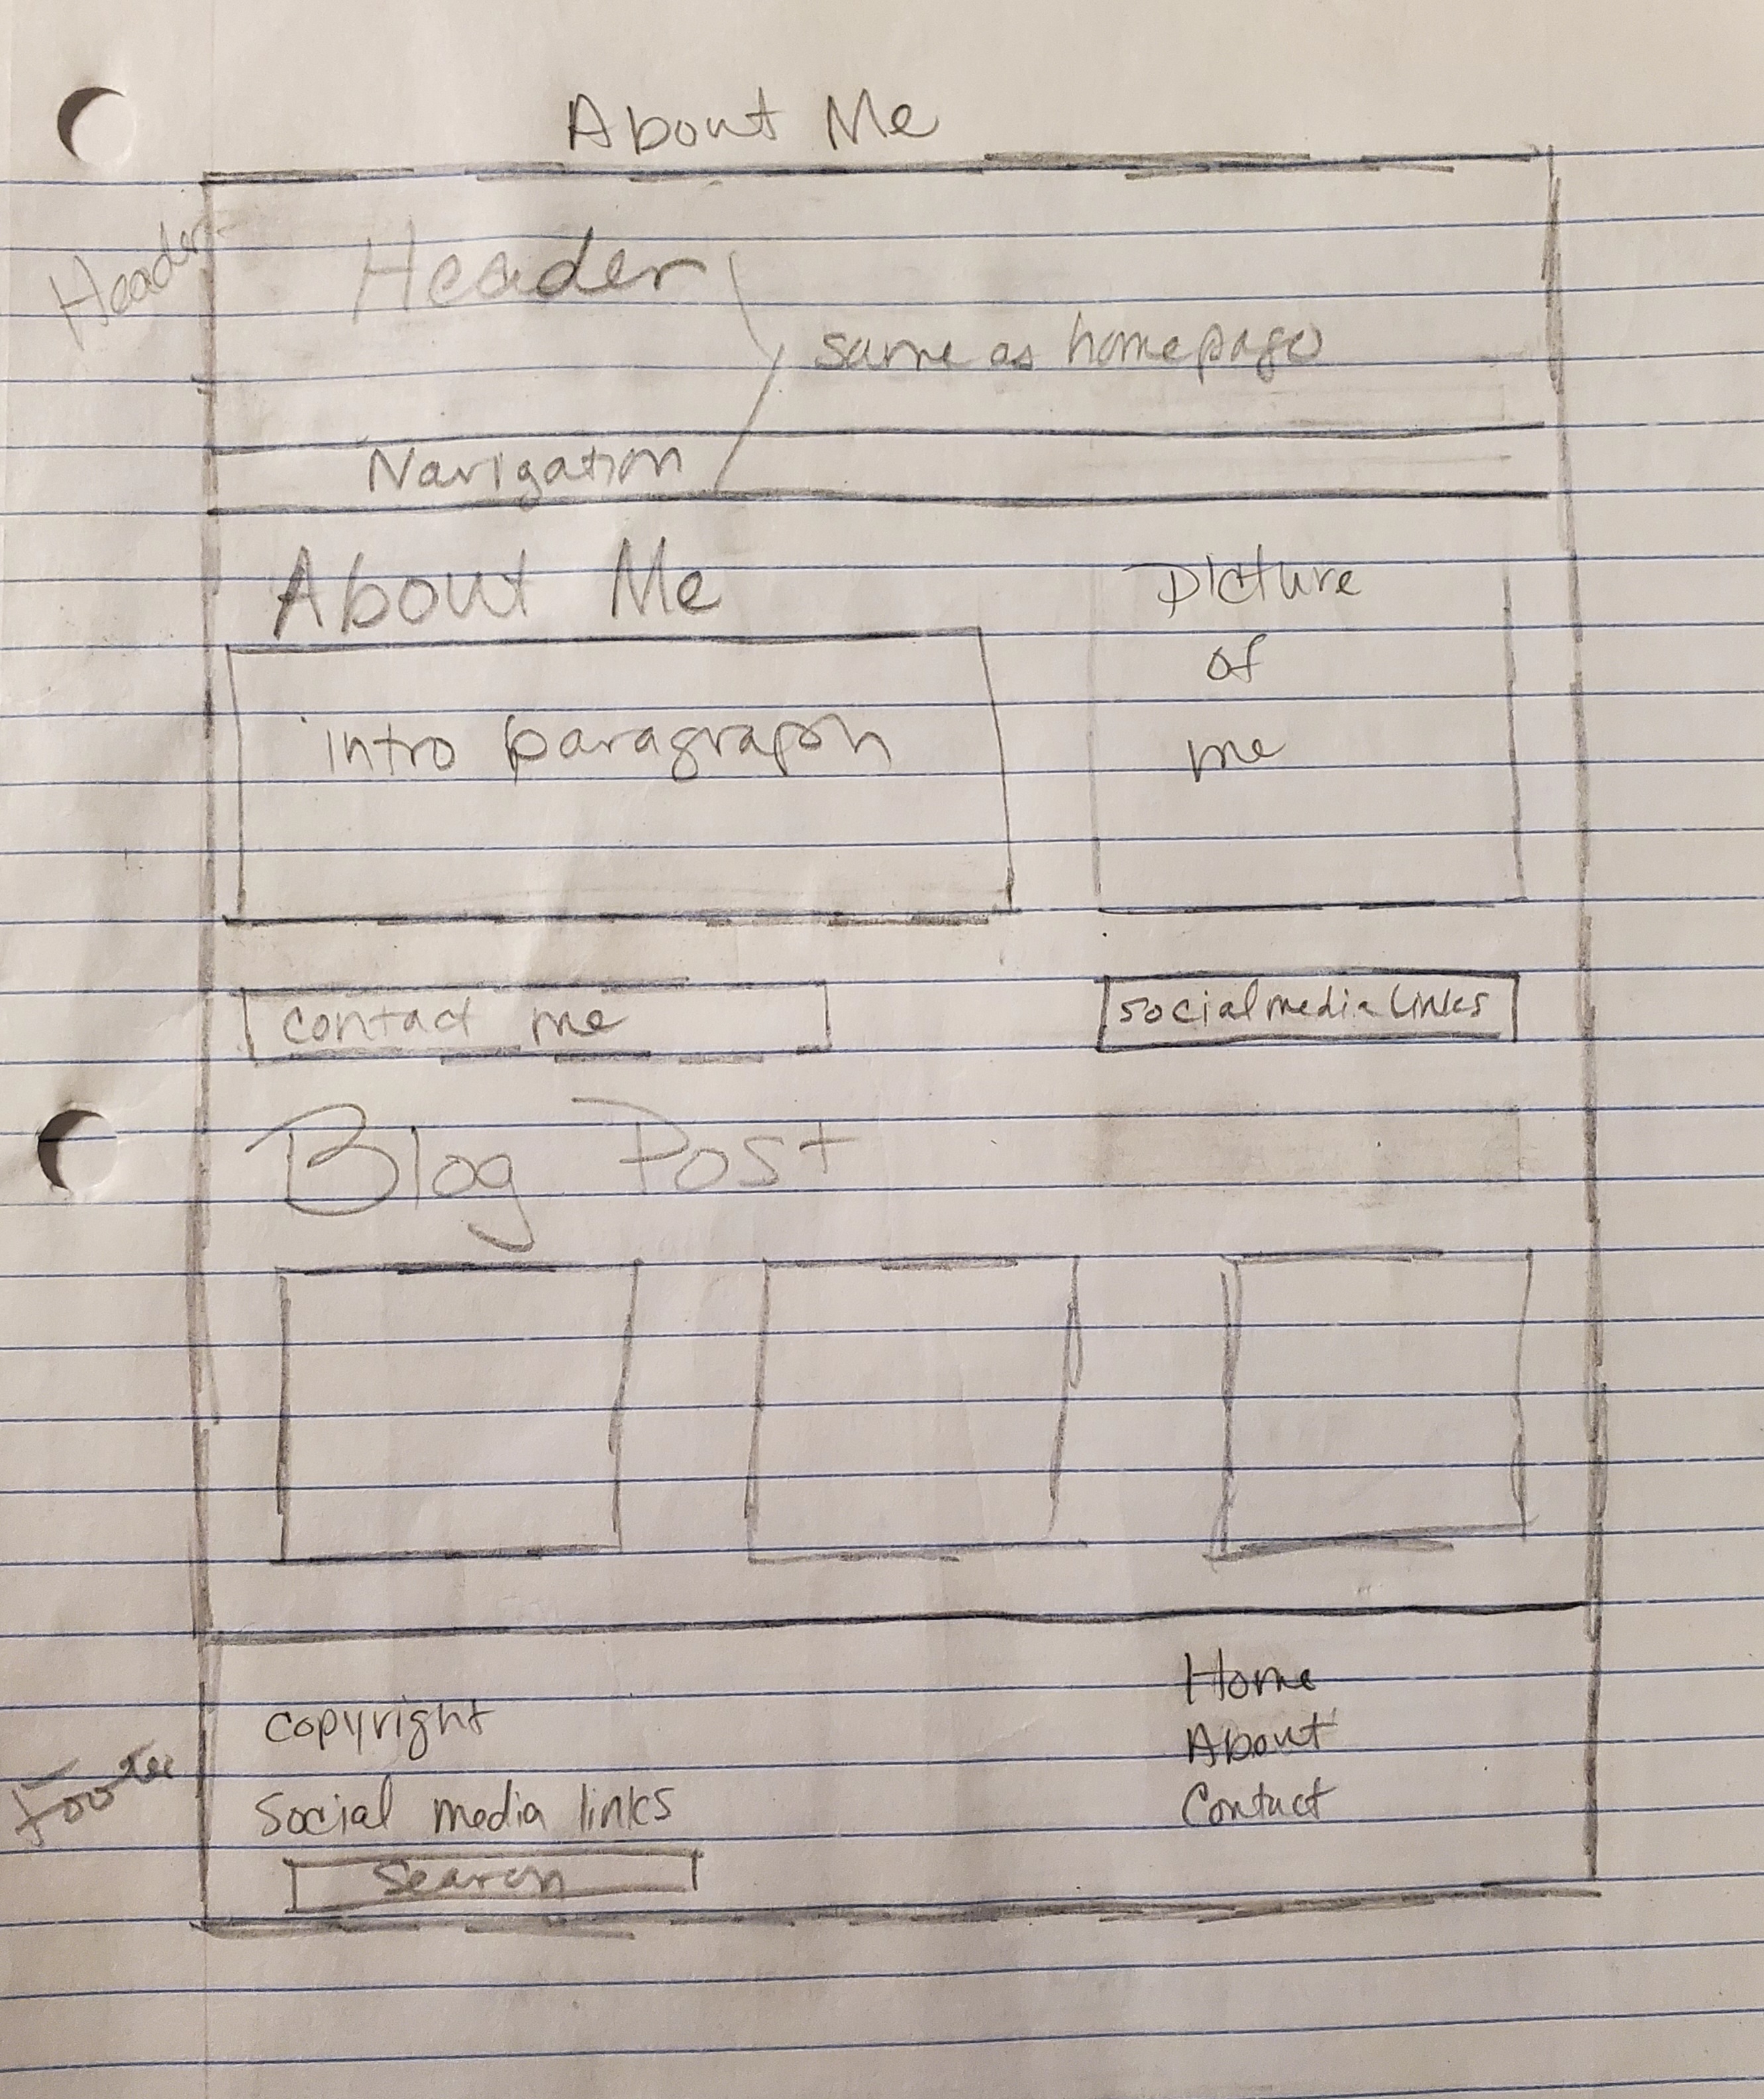 About Me
Header
Header
same as homepage
Navigation
About Me
Picture
of
me
intro paragraph
contact me
social media links
Blog Post
Home
copyright
About
Footer
Social media links
Contact
Search